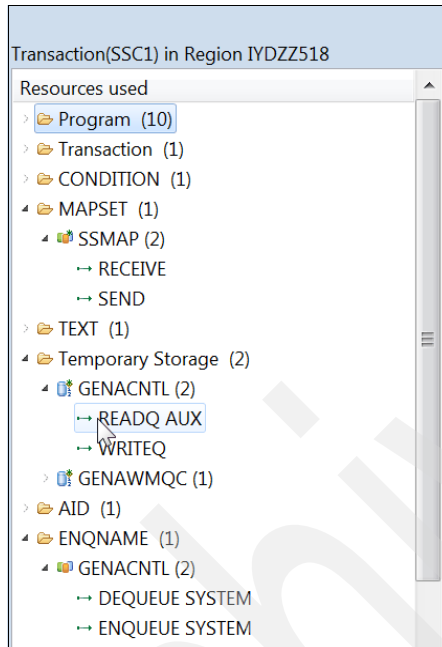 Transaction(SSC1) in Region IYDZZ518
Resources used
Program (10)
Transaction (1)
CONDITION (1)
MAPSET (1)
SSMAP (2)
RECEIVE
SEND
TEXT (1)
Temporary Storage (2)
GENACNTL (2)
READQ AUX
WRITEQ
GENAWMQC (1)
AID (1)
ENQNAME (1)
GENACNTL (2)
DEQUEUE SYSTEM
ENQUEUE SYSTEM